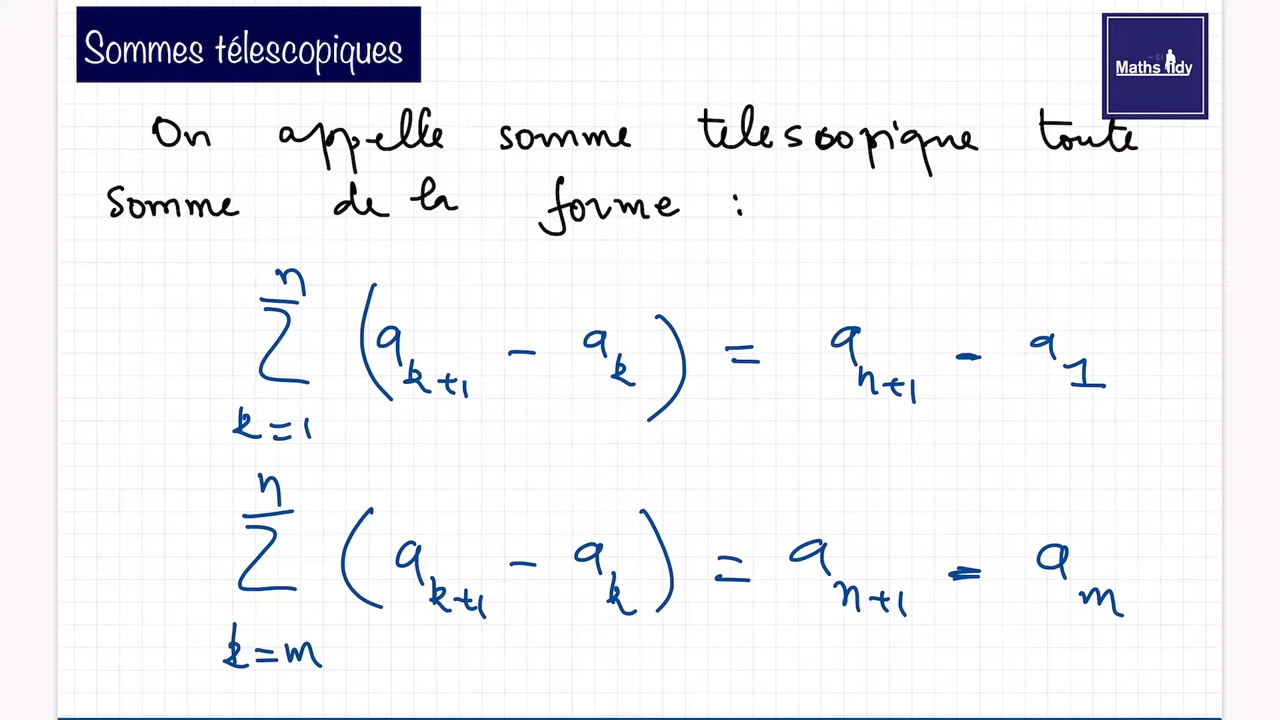 Sommes télescopiques
Maths Tidy
On appelle somme telescopique toute
somme de la forme :
n
∑ (a_{k+1} - a_k) = a_{n+1} - a_1
k=1
n
∑ (a_{k+1} - a_k) = a_{n+1} - a_m
k=m